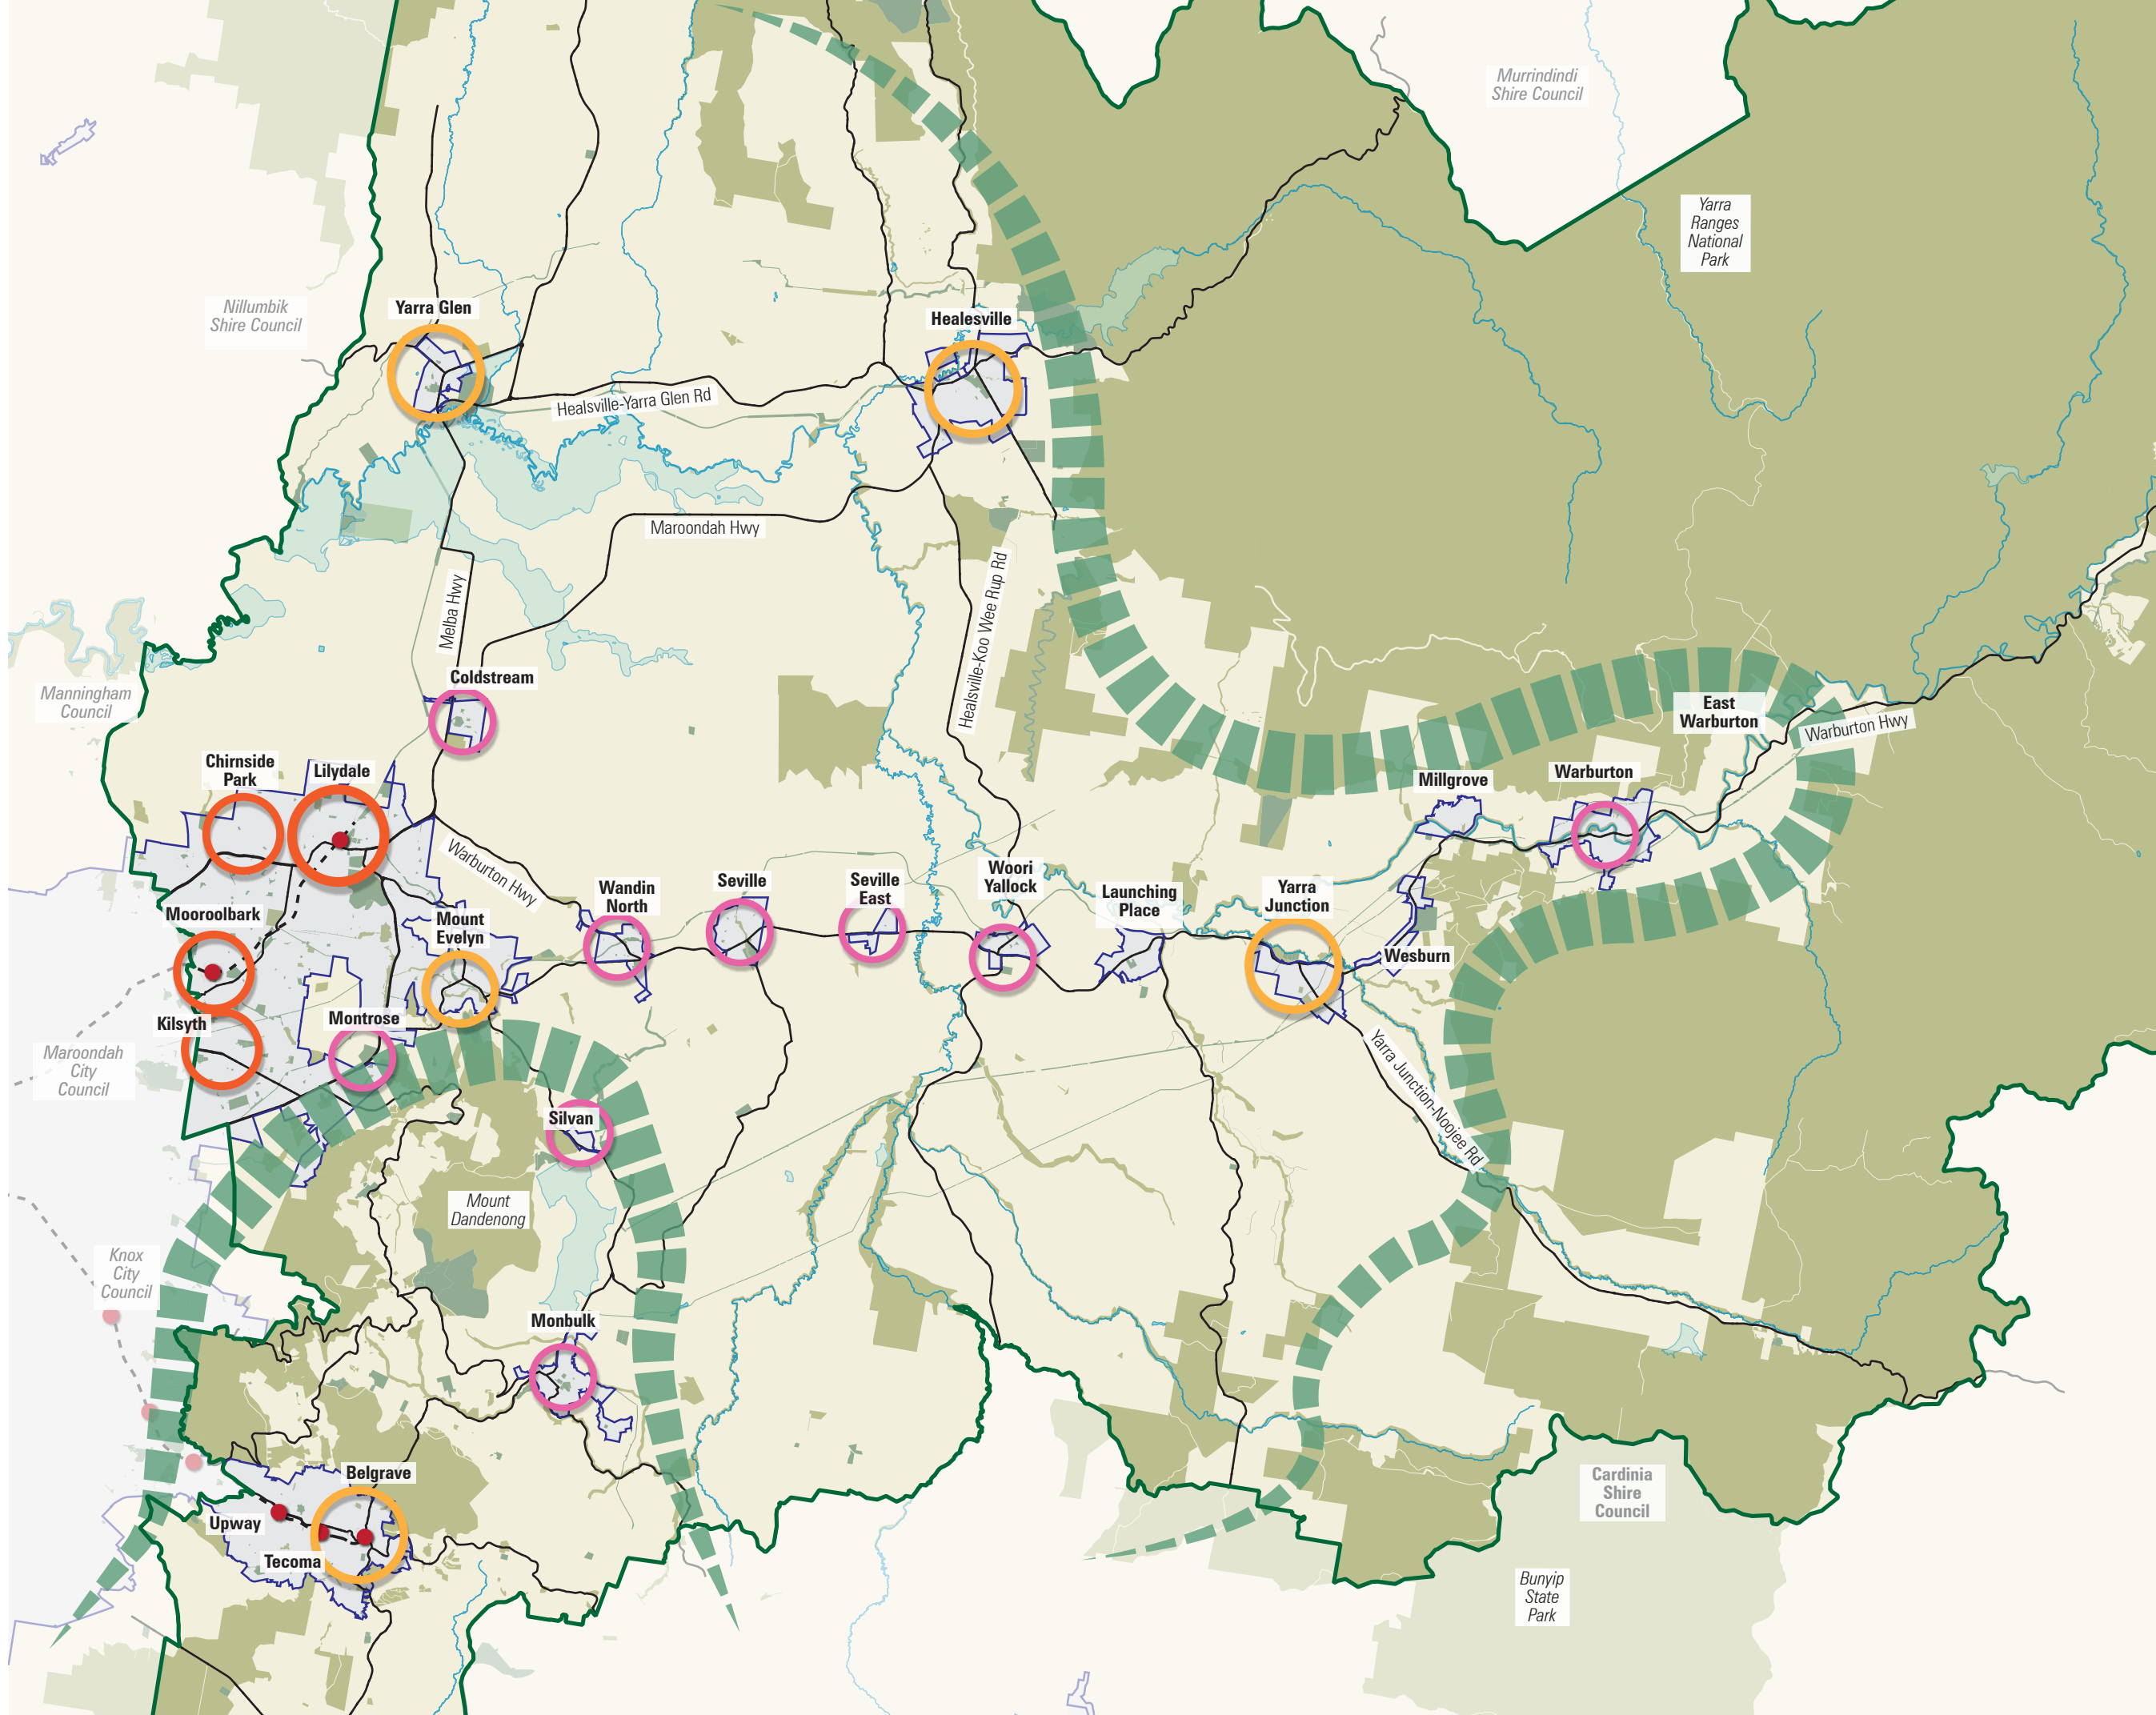 Murrindindi
Shire Council
Yarra
Ranges
National
Park
Nillumbik
Shire Council
Yarra Glen
Healesville
Healsville-Yarra Glen Rd
Maroondah Hwy
Melba Hwy
Healsville-Koo Wee Rup Rd
Coldstream
Manningham
Council
East
Warburton
Warburton Hwy
Chirnside
Park
Lilydale
Millgrove
Warburton
Warburton Hwy
Wandin
North
Seville
Seville
East
Woori
Yallock
Launching
Place
Yarra
Junction
Mooroolbark
Mount
Evelyn
Wesburn
Kilsyth
Montrose
Maroondah
City
Council
Yarra Junction-Noojee Rd
Silvan
Mount
Dandenong
Knox
City
Council
Monbulk
Belgrave
Upway
Tecoma
Cardinia
Shire
Council
Bunyip
State
Park